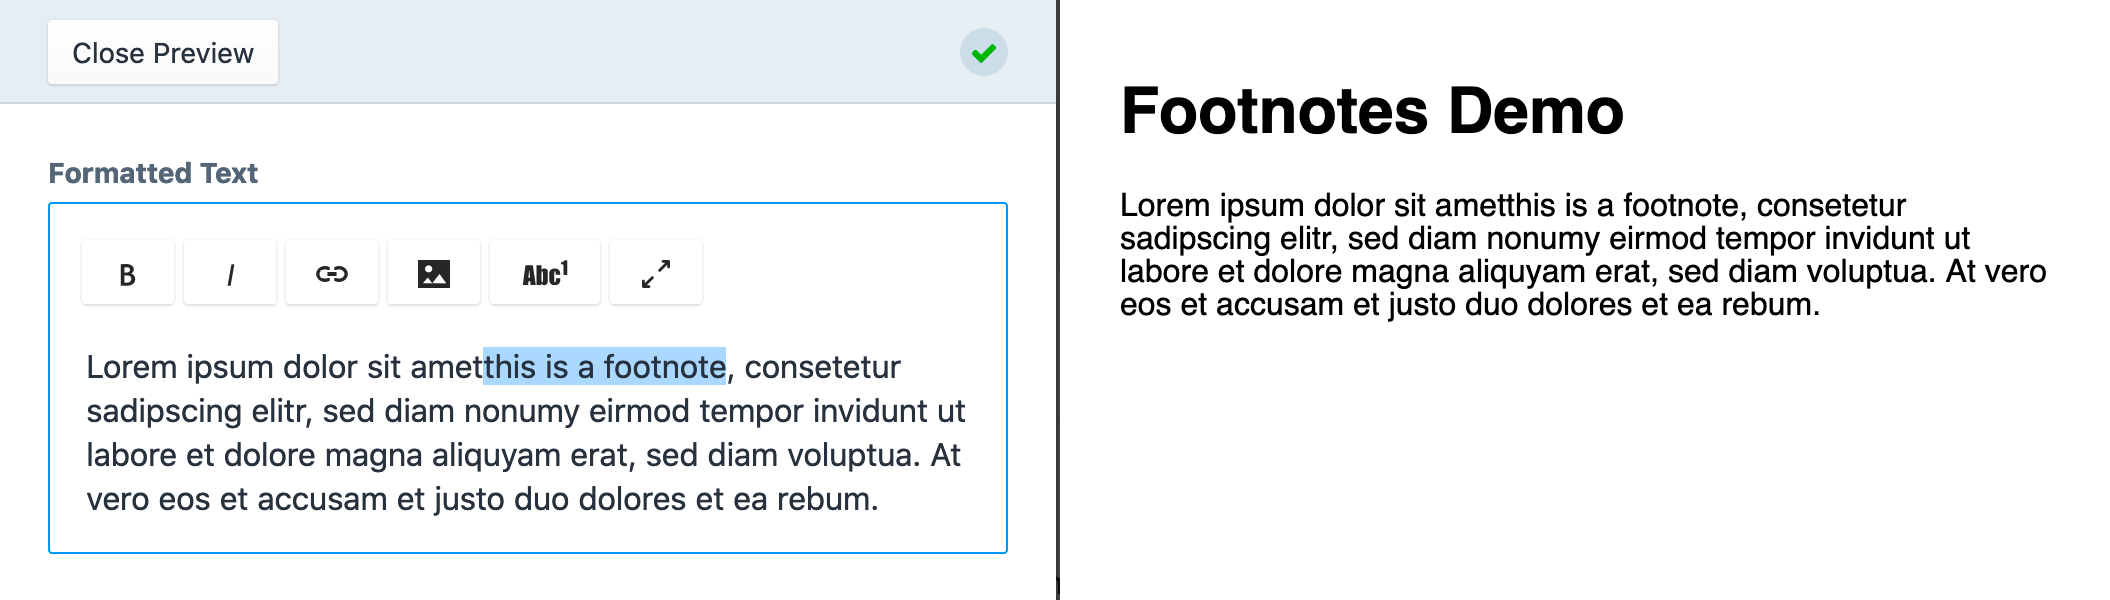 Close Preview
Formatted Text
B I Abc1
Lorem ipsum dolor sit ametthis is a footnote, consetetur
sadipscing elitr, sed diam nonumy eirmod tempor invidunt ut
labore et dolore magna aliquyam erat, sed diam voluptua. At
vero eos et accusam et justo duo dolores et ea rebum.
Footnotes Demo
Lorem ipsum dolor sit ametthis is a footnote, consetetur
sadipscing elitr, sed diam nonumy eirmod tempor invidunt ut
labore et dolore magna aliquyam erat, sed diam voluptua. At vero
eos et accusam et justo duo dolores et ea rebum.